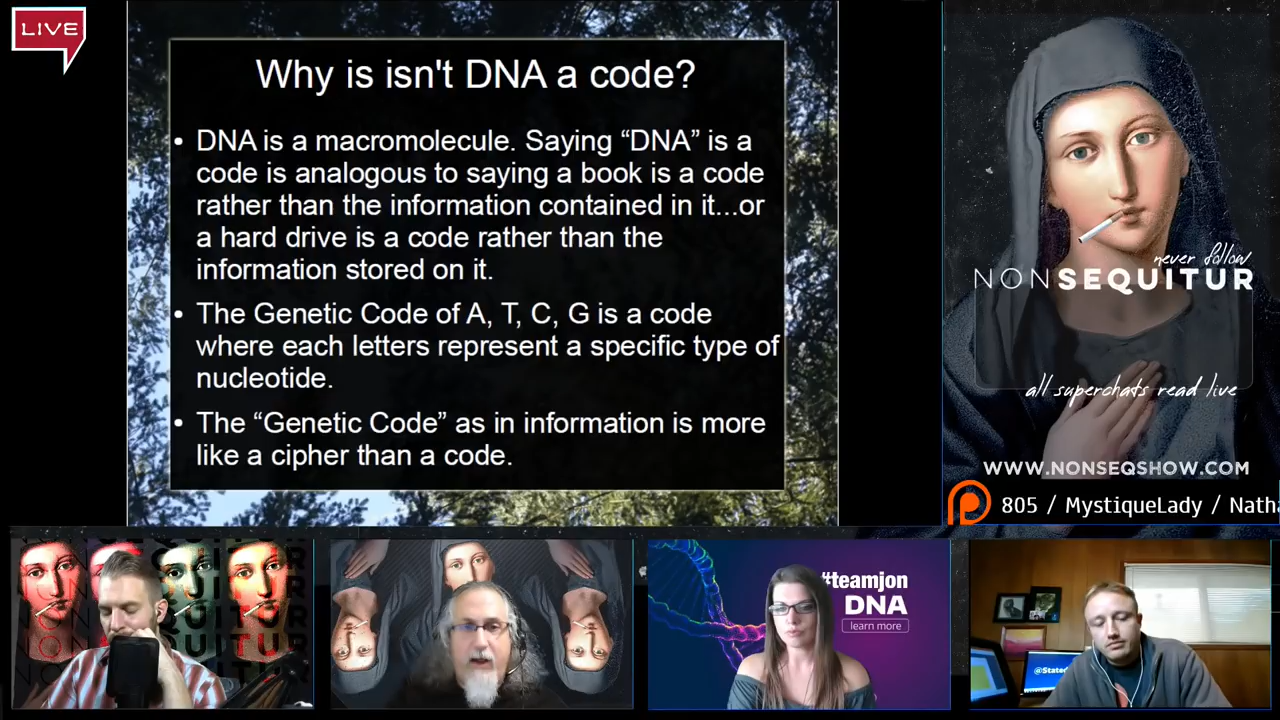 LIVE
Why is isn't DNA a code?
• DNA is a macromolecule. Saying “DNA” is a
code is analogous to saying a book is a code
rather than the information contained in it...or
a hard drive is a code rather than the
information stored on it.
• The Genetic Code of A, T, C, G is a code
where each letters represent a specific type of
nucleotide.
• The “Genetic Code” as in information is more
like a cipher than a code.
never follow
NONSEQUITUR
all superchats read live
WWW.NONSEQSHOW.COM
805 / MystiqueLady / Natha
#teamjon
DNA
learn more
@State